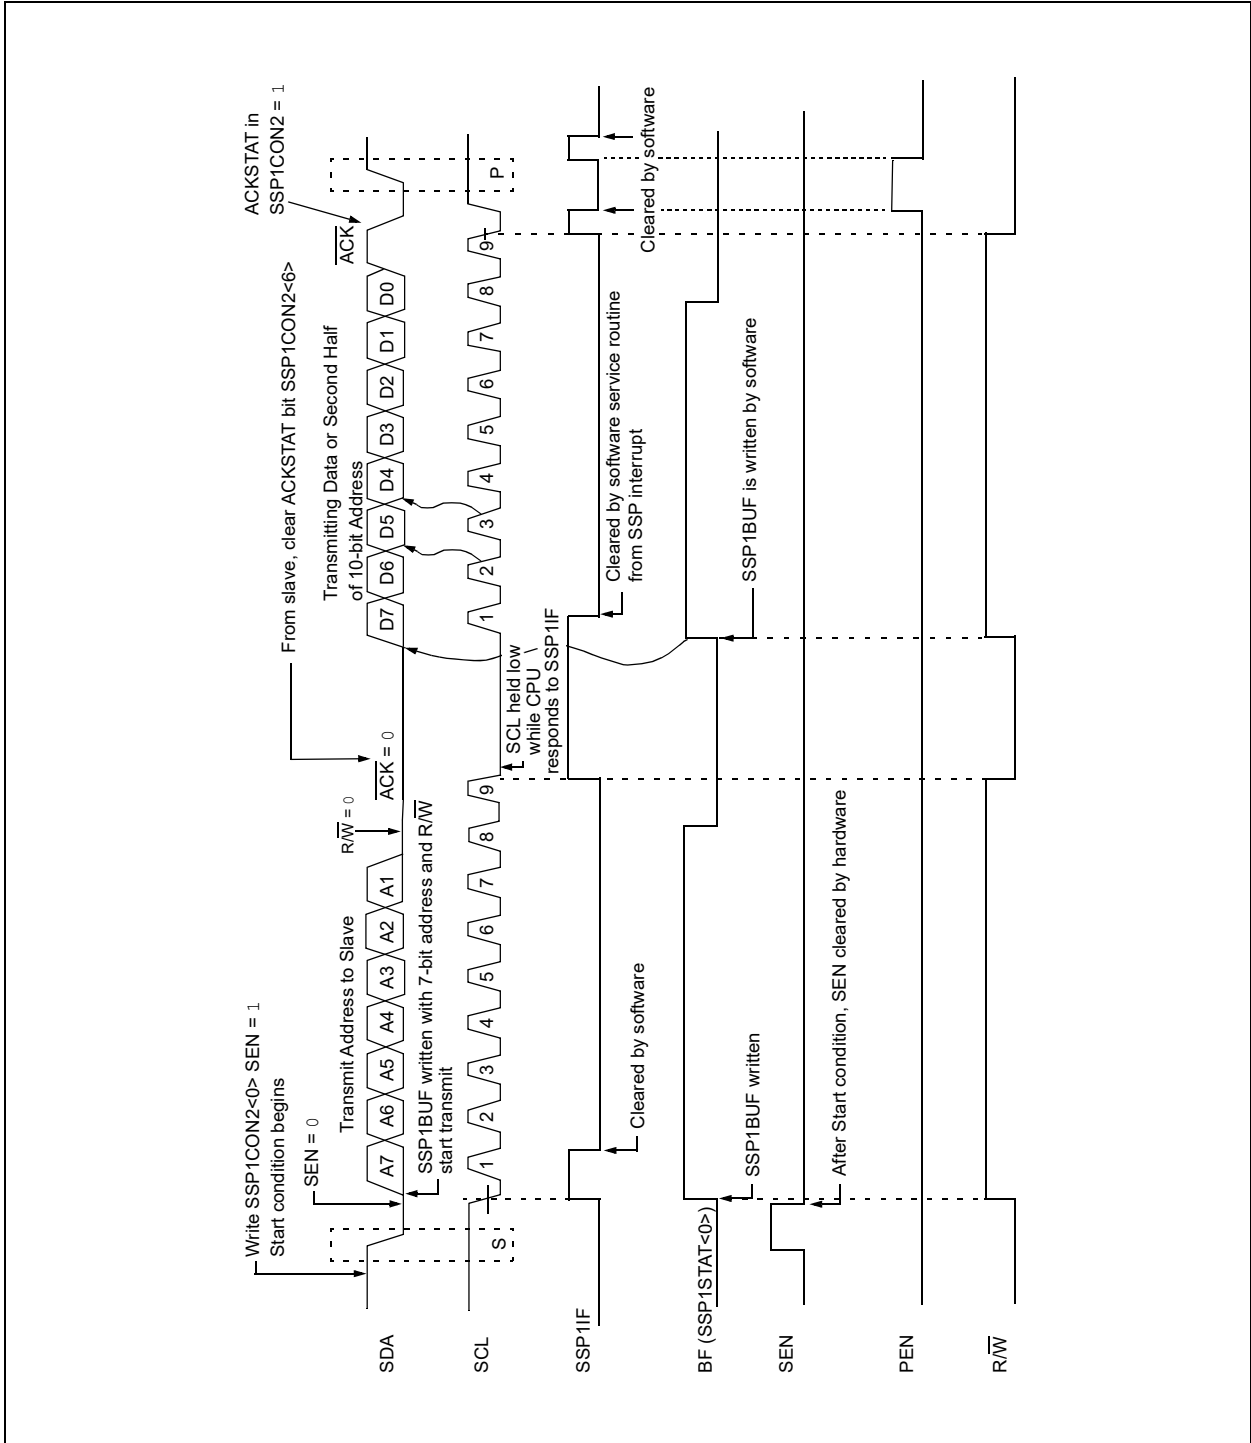 Write SSP1CON2<0> SEN = 1
Start condition begins
SEN = 0
Transmit Address to Slave
R/W = 0
From slave, clear ACKSTAT bit SSP1CON2<6>
ACK = 0
Transmitting Data or Second Half
of 10-bit Address
ACKSTAT in
SSP1CON2 = 1
ACK
SDA
A7 A6 A5 A4 A3 A2 A1
D7 D6 D5 D4 D3 D2 D1 D0
SSP1BUF written with 7-bit address and R/W
start transmit
SCL
S
1 2 3 4 5 6 7 8 9
1 2 3 4 5 6 7 8 9
P
SCL held low
while CPU
responds to SSP1IF
SSP1IF
Cleared by software
Cleared by software service routine
from SSP interrupt
Cleared by software
BF (SSP1STAT<0>)
SSP1BUF written
SSP1BUF is written by software
SEN
After Start condition, SEN cleared by hardware
PEN
R/W